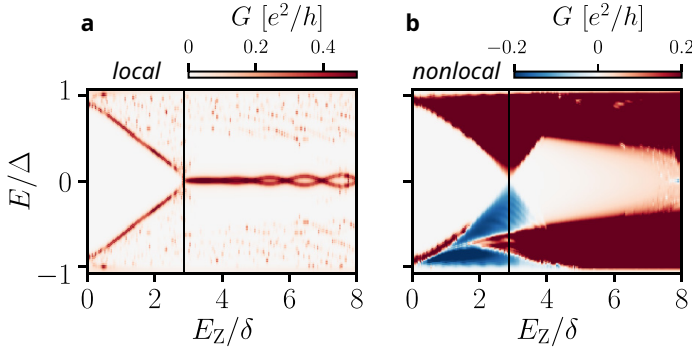 a
G [e²/h]
local
0 0.2 0.4
1
0
−1
E/Δ
0 2 4 6 8
E_Z/δ
b
G [e²/h]
nonlocal
−0.2 0 0.2
0 2 4 6 8
E_Z/δ